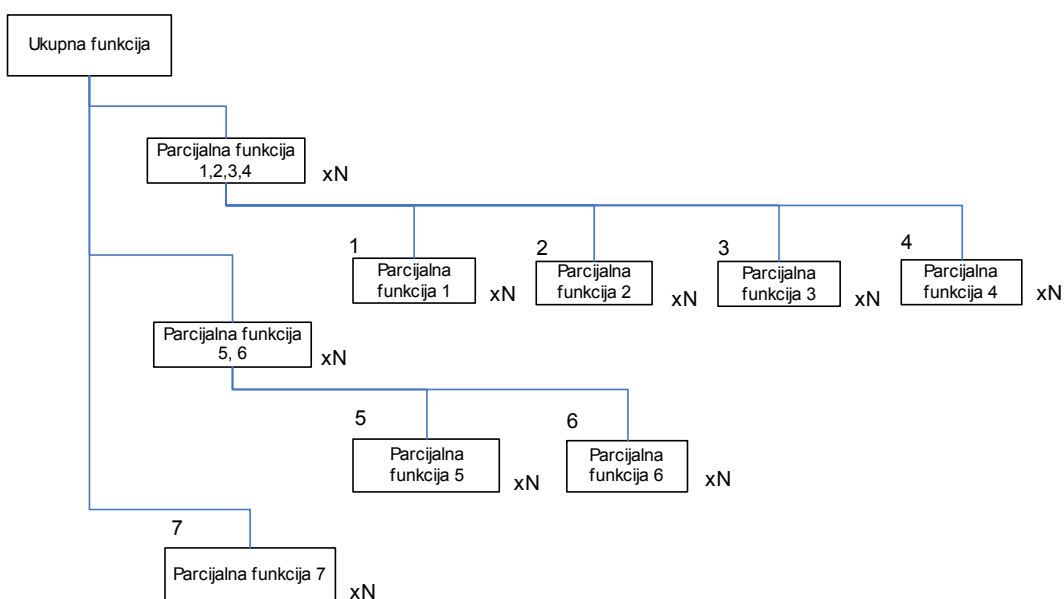 Ukupna funkcija
Parcijalna funkcija
1,2,3,4
xN
1
Parcijalna
funkcija 1
xN
2
Parcijalna
funkcija 2
xN
3
Parcijalna
funkcija 3
xN
4
Parcijalna
funkcija 4
xN
Parcijalna funkcija
5, 6
xN
5
Parcijalna
funkcija 5
xN
6
Parcijalna
funkcija 6
xN
7
Parcijalna funkcija 7
xN